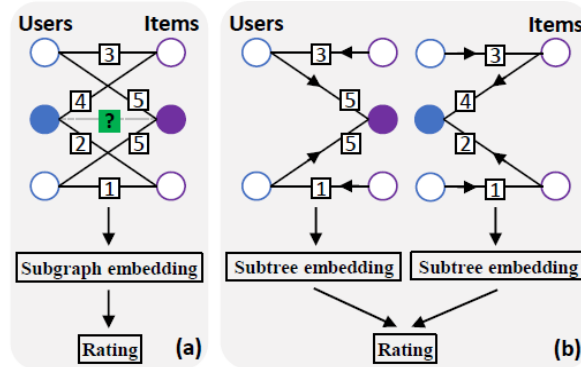 Users Items
3
4 5
?
2 5
1
Subgraph embedding
Rating (a)
Users Items
3 3
5 4
5 2
1 1
Subtree embedding Subtree embedding
Rating (b)